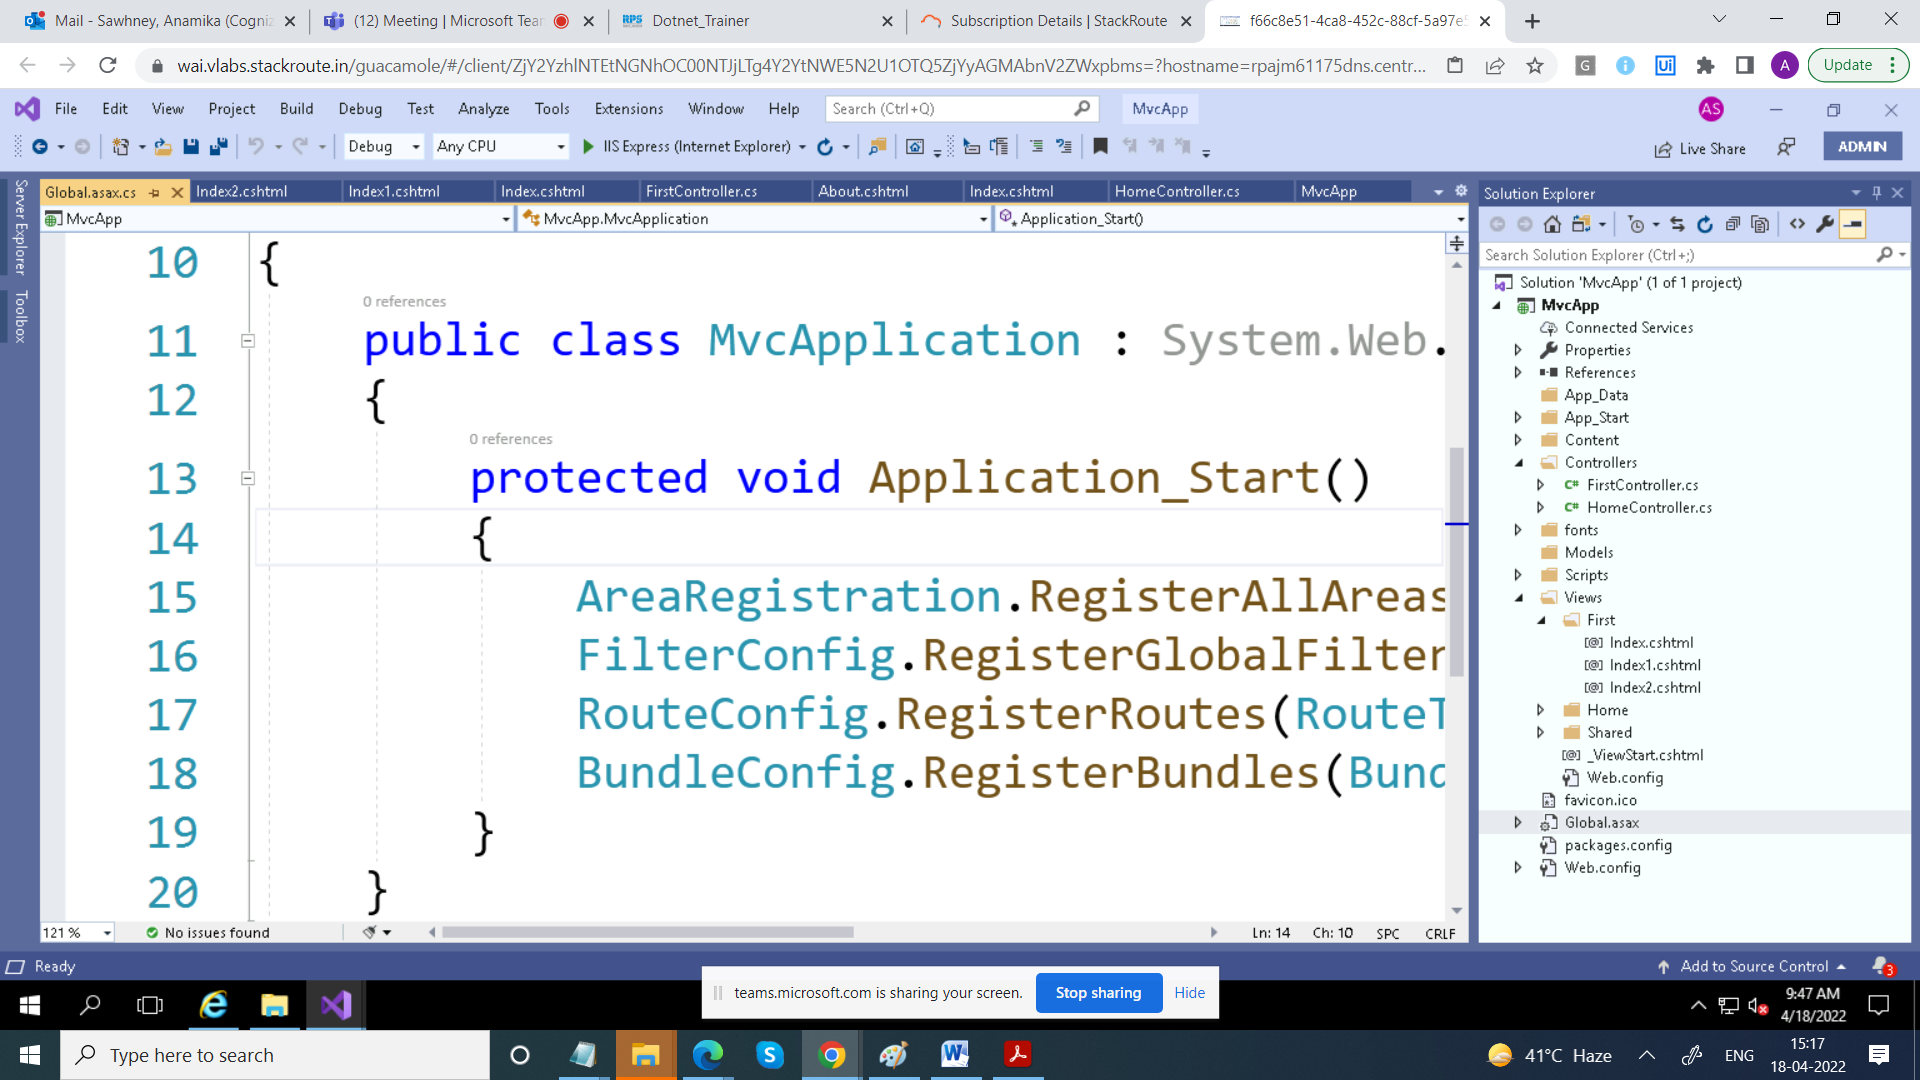 Mail - Sawhney, Anamika (Cogniz
(12) Meeting | Microsoft Tear
RPS Dotnet_Trainer
Subscription Details | StackRoute
f66c8e51-4ca8-452c-88cf-5a97e5
wai.vlabs.stackroute.in/guacamole/#/client/ZjY2YzhlNTEtNGNhOC00NTJjLTg4Y2YtNWE5N2U1OTQ5ZjYyAGMAbnV2ZWxpbms=?hostname=rpajm61175dns.centr...
G
Ui
A
Update
File Edit View Project Build Debug Test Analyze Tools Extensions Window Help
Search (Ctrl+Q)
MvcApp
AS
Debug
Any CPU
IIS Express (Internet Explorer)
Live Share
ADMIN
Server Explorer
Toolbox
Global.asax.cs Index2.cshtml Index1.cshtml Index.cshtml FirstController.cs About.cshtml Index.cshtml HomeController.cs MvcApp
MvcApp
MvcApp.MvcApplication
Application_Start()
10 {
0 references
11 public class MvcApplication : System.Web.
12 {
0 references
13 protected void Application_Start()
14 {
15 AreaRegistration.RegisterAllAreas
16 FilterConfig.RegisterGlobalFilter
17 RouteConfig.RegisterRoutes(RouteT
18 BundleConfig.RegisterBundles(Bund
19 }
20 }
121 %
No issues found
Ln: 14 Ch: 10 SPC CRLF
Solution Explorer
Search Solution Explorer (Ctrl+;)
Solution 'MvcApp' (1 of 1 project)
MvcApp
Connected Services
Properties
References
App_Data
App_Start
Content
Controllers
C# FirstController.cs
C# HomeController.cs
fonts
Models
Scripts
Views
First
[@] Index.cshtml
[@] Index1.cshtml
[@] Index2.cshtml
Home
Shared
[@] _ViewStart.cshtml
Web.config
favicon.ico
Global.asax
packages.config
Web.config
Ready
Add to Source Control
3
teams.microsoft.com is sharing your screen.
Stop sharing
Hide
9:47 AM
4/18/2022
Type here to search
41°C Haze
ENG
15:17
18-04-2022